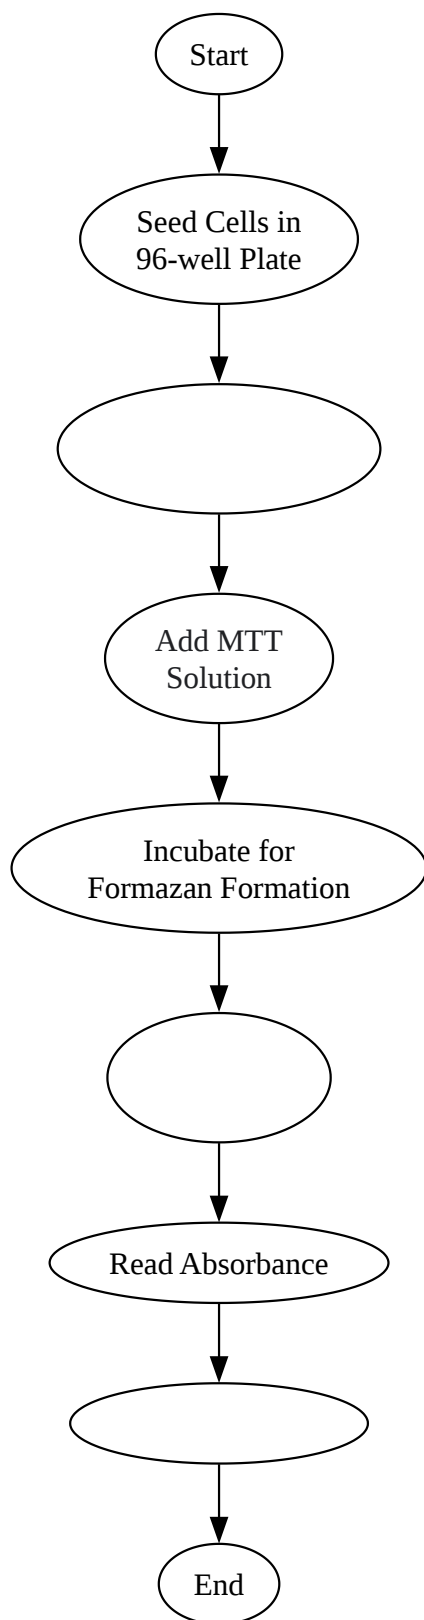 Start
Seed Cells in
96-well Plate
Add MTT
Solution
Incubate for
Formazan Formation
Read Absorbance
End